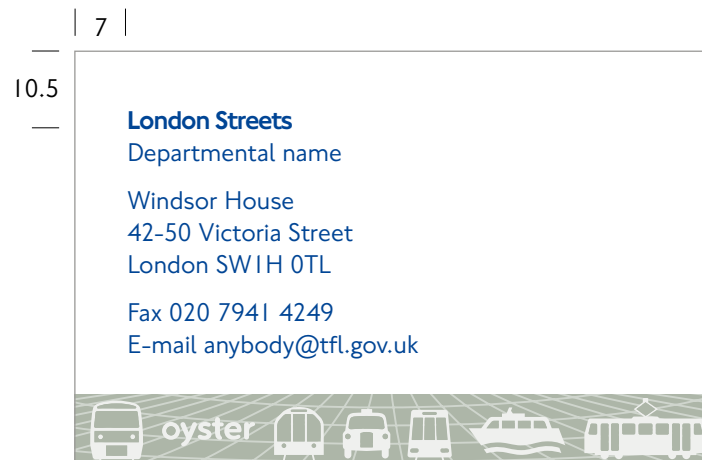 7
10.5
London Streets
Departmental name
Windsor House
42-50 Victoria Street
London SW1H 0TL
Fax 020 7941 4249
E-mail anybody@tfl.gov.uk
oyster